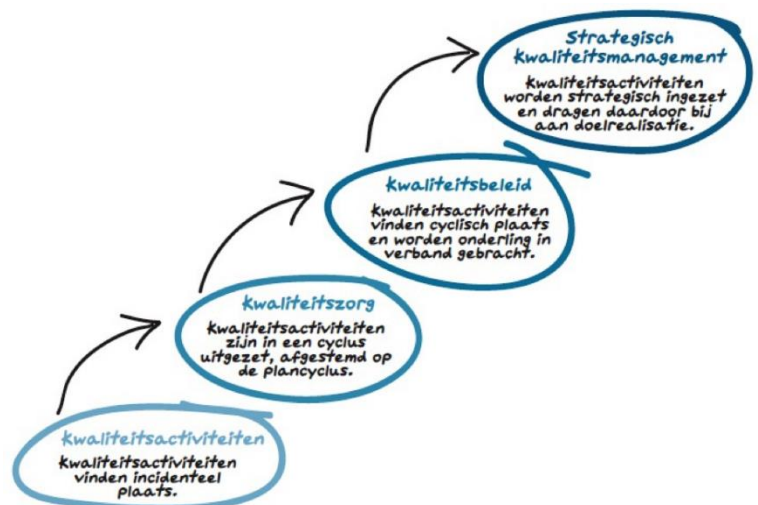 Strategisch
kwaliteitsmanagement
kwaliteitsactiviteiten
worden strategisch ingezet
en dragen daardoor bij
aan doelrealisatie.
kwaliteitsbeleid
kwaliteitsactiviteiten
vinden cyclisch plaats
en worden onderling in
verband gebracht.
kwaliteitszorg
kwaliteitsactiviteiten
zijn in een cyclus
uitgezet, afgestemd op
de plancyclus.
kwaliteitsactiviteiten
kwaliteitsactiviteiten
vinden incidenteel
plaats.